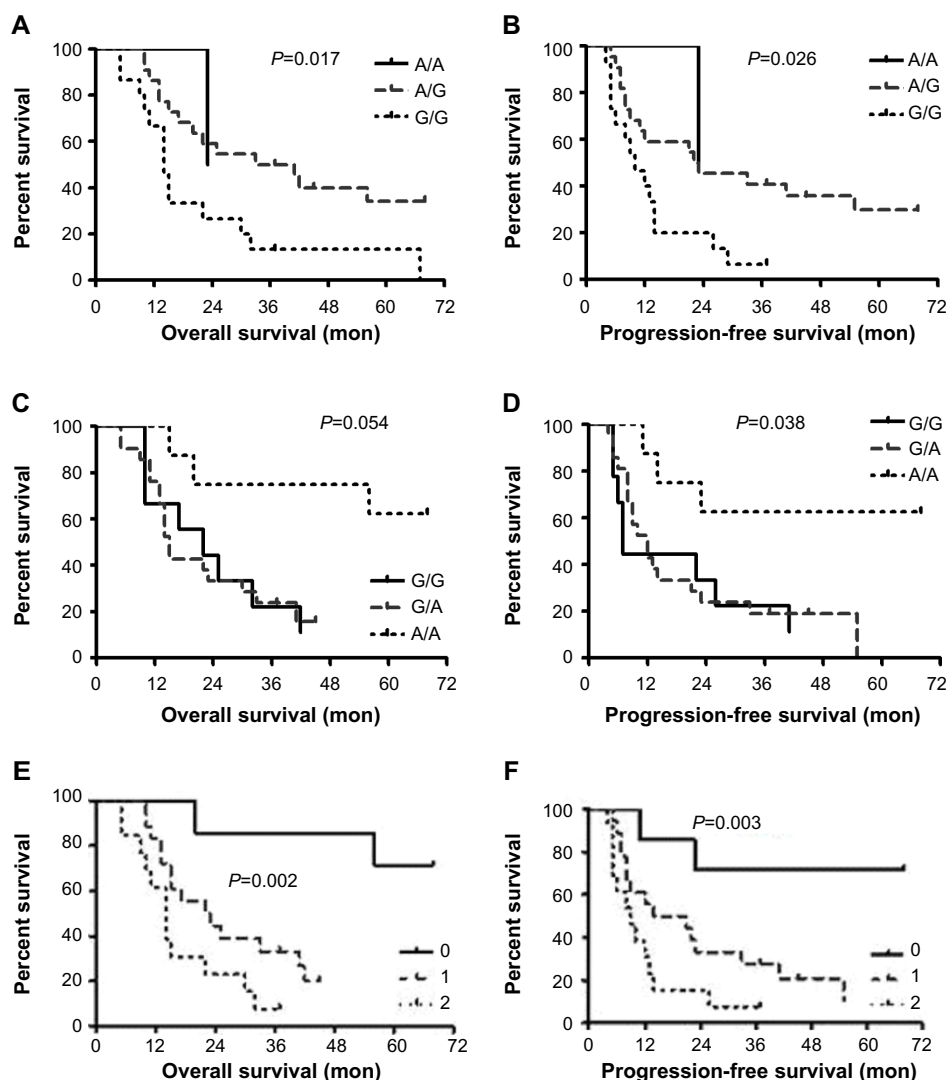 A
P=0.017
A/A
A/G
G/G
100
80
60
40
20
0
Percent survival
0 12 24 36 48 60 72
Overall survival (mon)
B
P=0.026
A/A
A/G
G/G
100
80
60
40
20
0
Percent survival
0 12 24 36 48 60 72
Progression-free survival (mon)
C
P=0.054
G/G
G/A
A/A
100
80
60
40
20
0
Percent survival
0 12 24 36 48 60 72
Overall survival (mon)
D
P=0.038
G/G
G/A
A/A
100
80
60
40
20
0
Percent survival
0 12 24 36 48 60 72
Progression-free survival (mon)
E
P=0.002
0
1
2
100
80
60
40
20
0
Percent survival
0 12 24 36 48 60 72
Overall survival (mon)
F
P=0.003
0
1
2
100
80
60
40
20
0
Percent survival
0 12 24 36 48 60 72
Progression-free survival (mon)